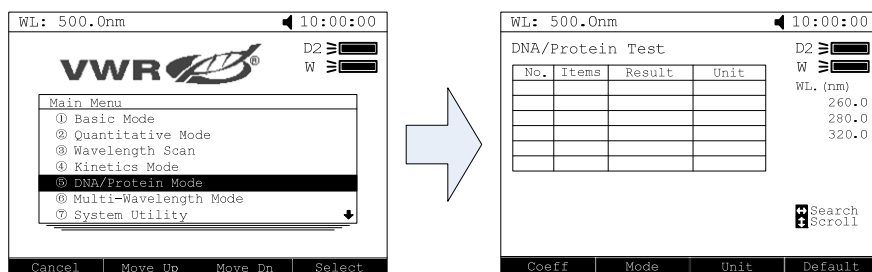 WL: 500.0nm 10:00:00
D2
W
VWR®
Main Menu
① Basic Mode
② Quantitative Mode
③ Wavelength Scan
④ Kinetics Mode
⑤ DNA/Protein Mode
⑥ Multi-Wavelength Mode
⑦ System Utility
Cancel Move Up Move Dn Select
WL: 500.0nm 10:00:00
DNA/Protein Test
D2
W
No. Items Result Unit
WL. (nm)
260.0
280.0
320.0
Search
Scroll
Coeff Mode Unit Default